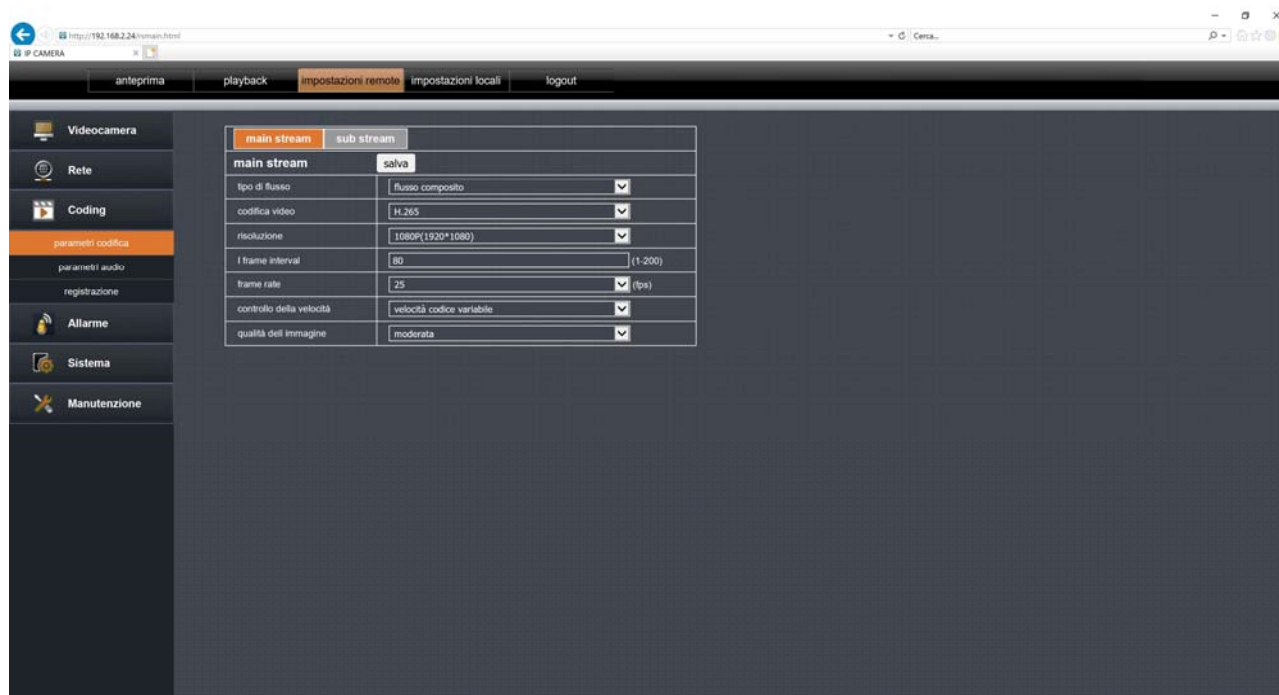 http://192.168.2.24/rsmain.html
Cerca...
IP CAMERA
anteprima playback impostazioni remote impostazioni locali logout
Videocamera
Rete
Coding
parametri codifica
parametri audio
registrazione
Allarme
Sistema
Manutenzione
main stream sub stream
main stream salva
tipo di flusso flusso composito
codifica video H.265
risoluzione 1080P(1920*1080)
I frame interval 80 (1-200)
frame rate 25 (fps)
controllo della velocità velocità codice variabile
qualità dell immagine moderata